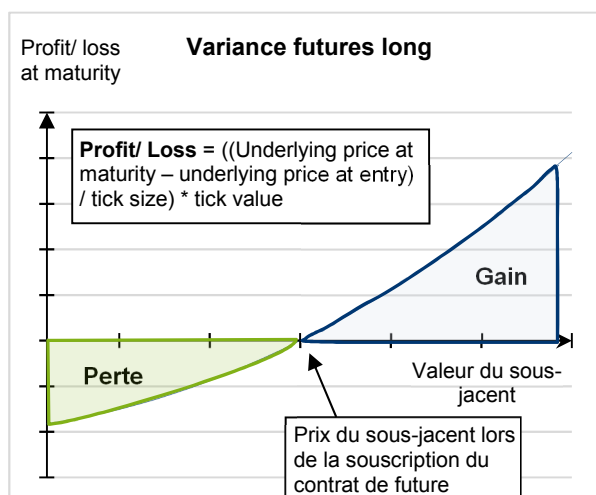 Profit/ loss
at maturity
Variance futures long
Profit/ Loss = ((Underlying price at
maturity – underlying price at entry)
/ tick size) * tick value
Gain
Perte
Valeur du sous-
jacent
Prix du sous-jacent lors
de la souscription du
contrat de future